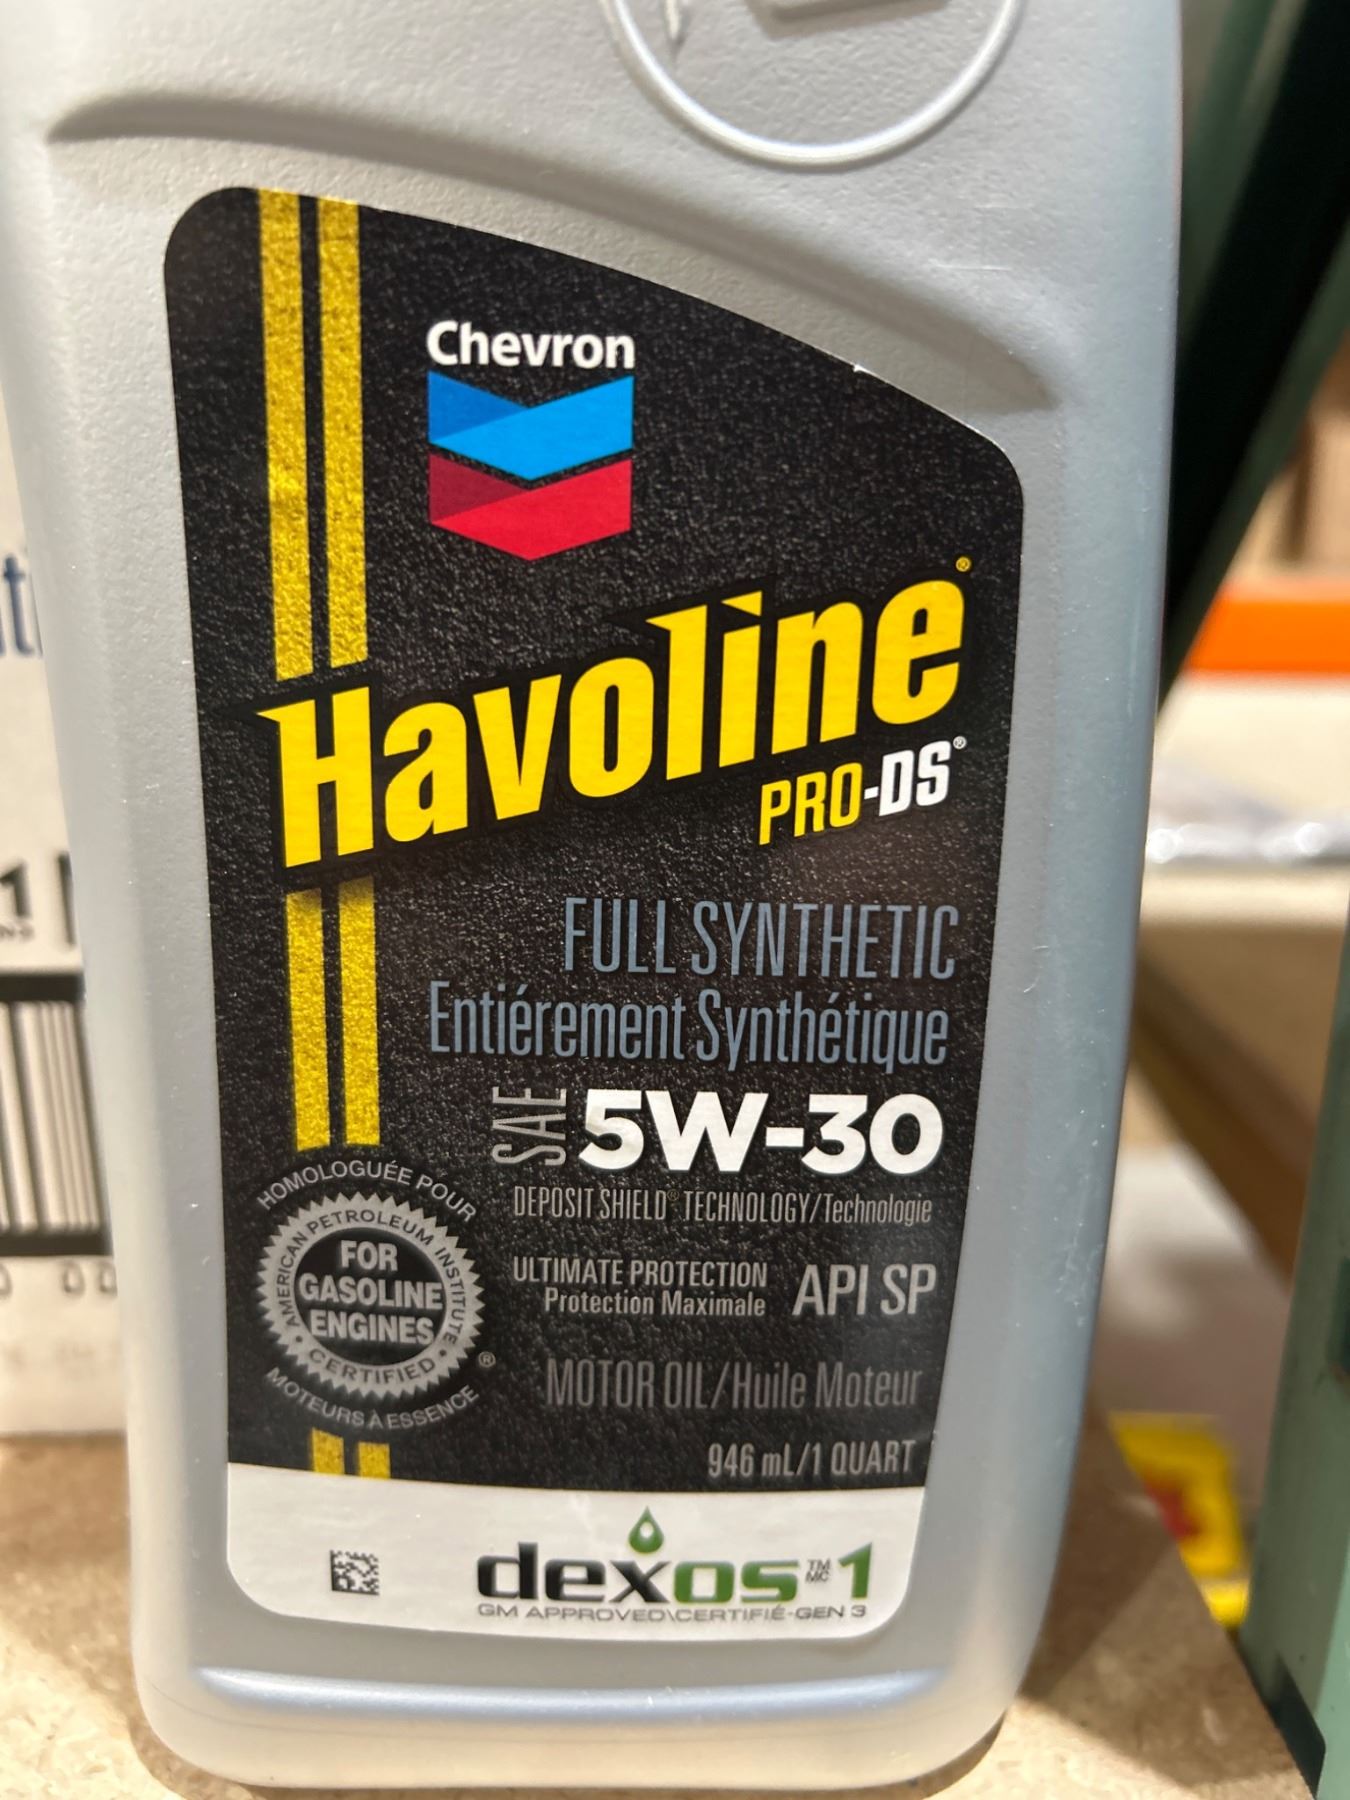 Chevron
Havoline®
PRO-DS®
FULL SYNTHETIC
Entiérement Synthétique
SAE 5W-30
DEPOSIT SHIELD® TECHNOLOGY/Technologie
ULTIMATE PROTECTION
Protection Maximale
API SP
MOTOR OIL/Huile Moteur
946 mL/1 QUART
HOMOLOGUÉE POUR
AMERICAN PETROLEUM INSTITUTE
FOR
GASOLINE
ENGINES
CERTIFIED
®
MOTEURS À ESSENCE
dexos TM MC 1
GM APPROVED\CERTIFIÉ-GEN 3